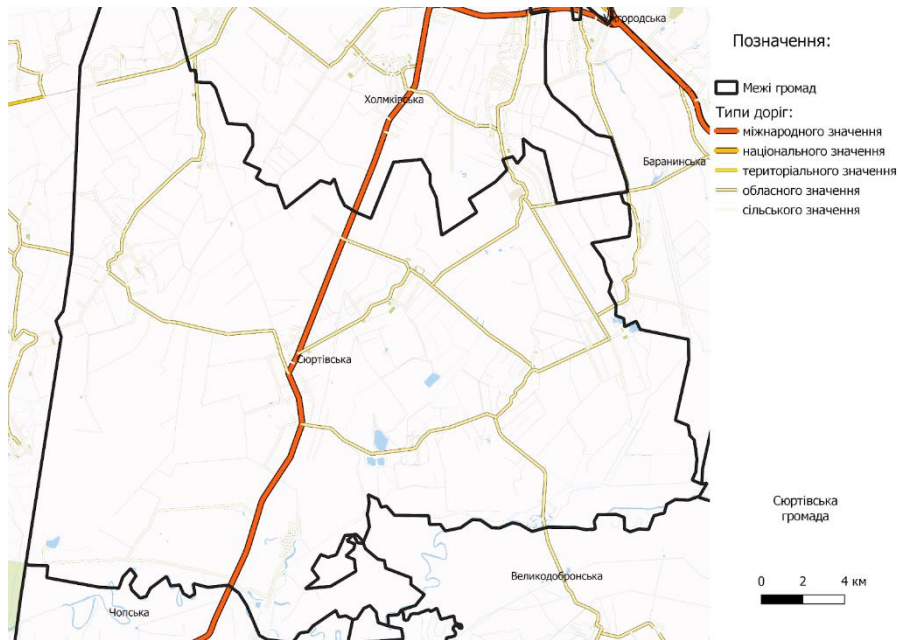 Ужгородська
Холмківська
Баранинська
Сюртівська
Великодобронська
Чопська
Позначення:
Межі громад
Типи доріг:
міжнародного значення
національного значення
територіального значення
обласного значення
сільського значення
Сюртівська
громада
0 2 4 км